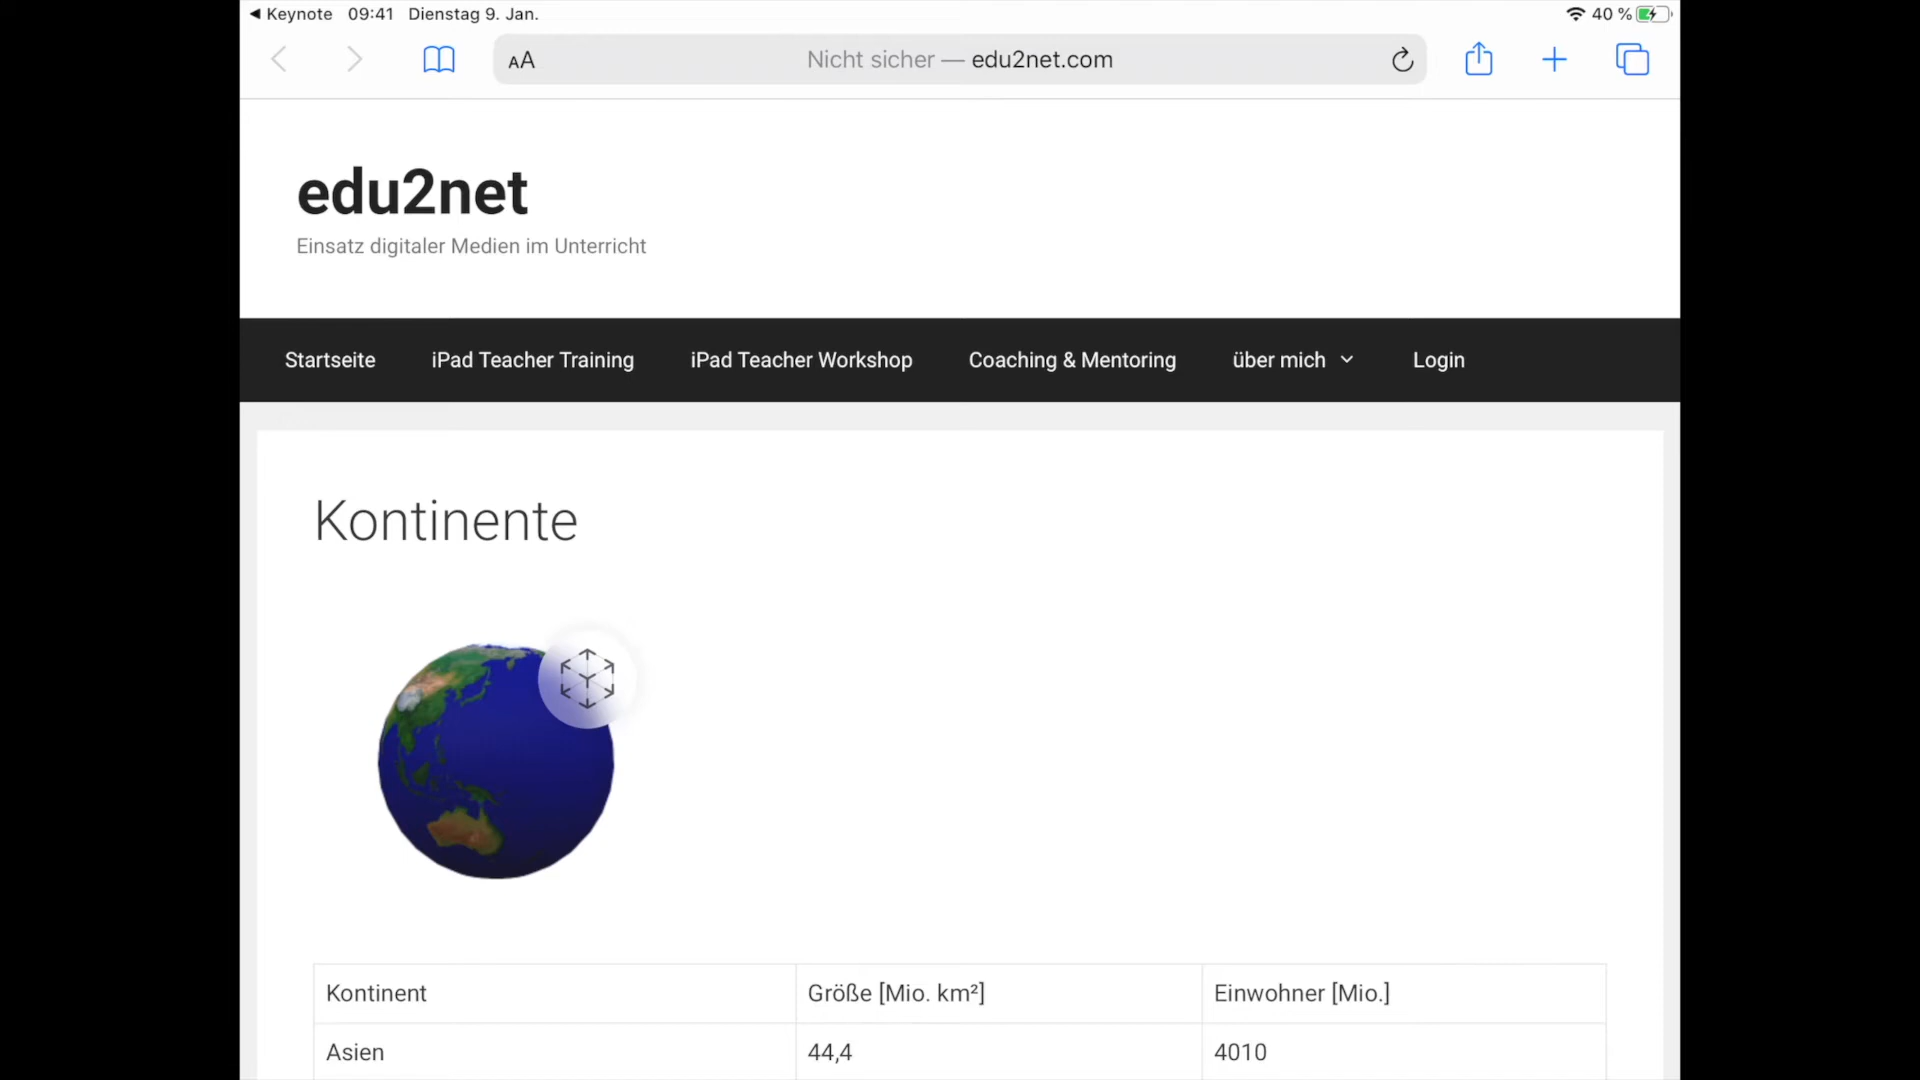 ◀ Keynote 09:41 Dienstag 9. Jan. 40 %
AA Nicht sicher — edu2net.com
edu2net
Einsatz digitaler Medien im Unterricht
Startseite iPad Teacher Training iPad Teacher Workshop Coaching & Mentoring über mich Login
Kontinente
Kontinent Größe [Mio. km²] Einwohner [Mio.]
Asien 44,4 4010